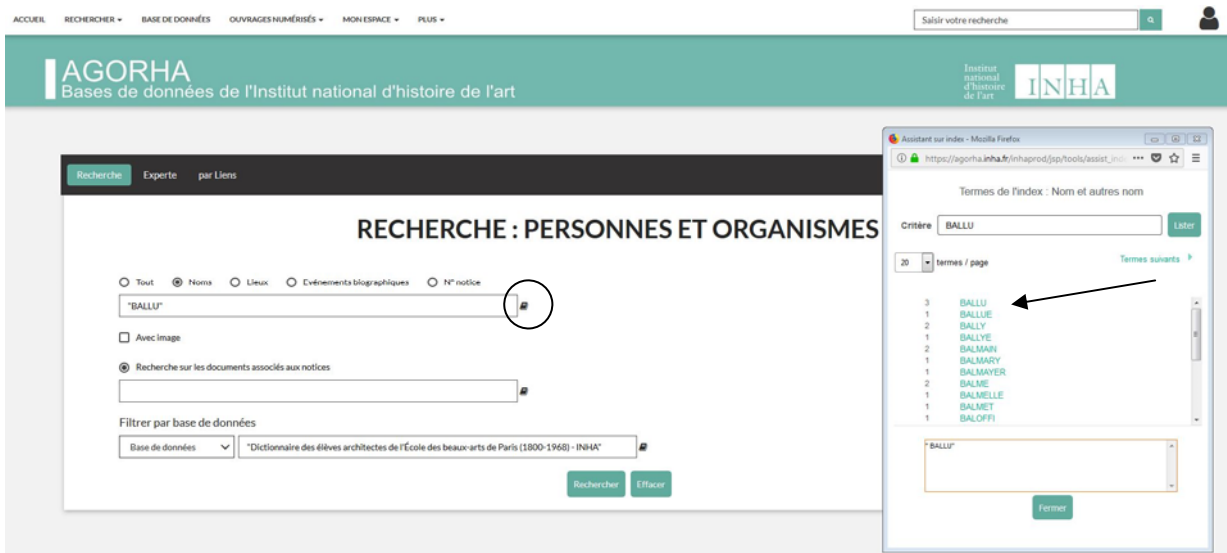 ACCUEIL RECHERCHER BASE DE DONNÉES OUVRAGES NUMÉRISÉS MON ESPACE PLUS Saisir votre recherche
AGORHA
Bases de données de l'Institut national d'histoire de l'art
Institut
national
d'histoire
de l'art
INHA
Recherche Experte par Liens
RECHERCHE : PERSONNES ET ORGANISMES
Tout Noms Lieux Evénements biographiques N° notice
"BALLU"
Avec image
Recherche sur les documents associés aux notices
Filtrer par base de données
Base de données "Dictionnaire des élèves architectes de l'École des beaux-arts de Paris (1800-1968) - INHA"
Rechercher Effacer
Assistant sur index - Mozilla Firefox
https://agorha.inha.fr/inhaprod/jsp/tools/assist_ind
Termes de l'index : Nom et autres nom
Critère BALLU Lister
20 termes / page Termes suivants
3 BALLU
1 BALLUE
2 BALLY
1 BALLYE
2 BALMAIN
1 BALMARY
1 BALMAYER
2 BALME
1 BALMELLE
1 BALMET
1 BALOFFI
" BALLU"
Fermer